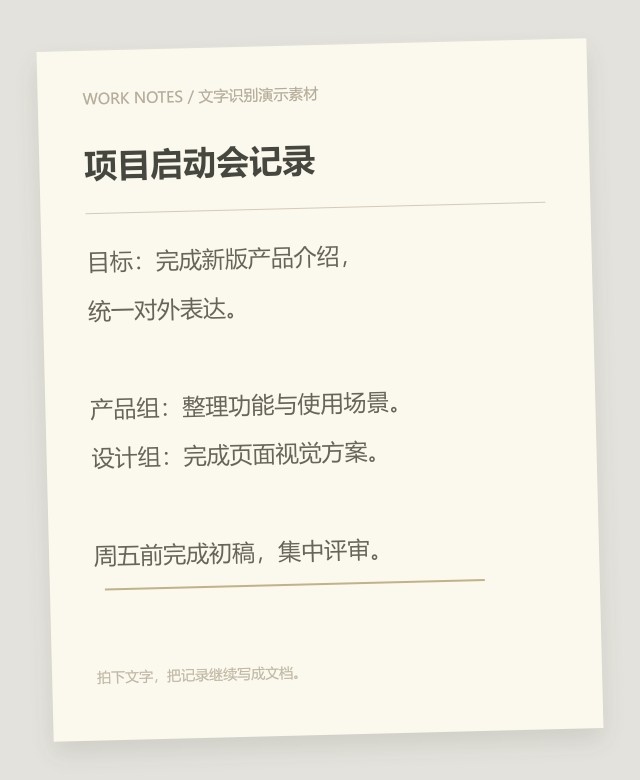 WORK NOTES / 文字识别演示素材
项目启动会记录
目标：完成新版产品介绍，
统一对外表达。
产品组：整理功能与使用场景。
设计组：完成页面视觉方案。
周五前完成初稿，集中评审。
拍下文字，把记录继续写成文档。